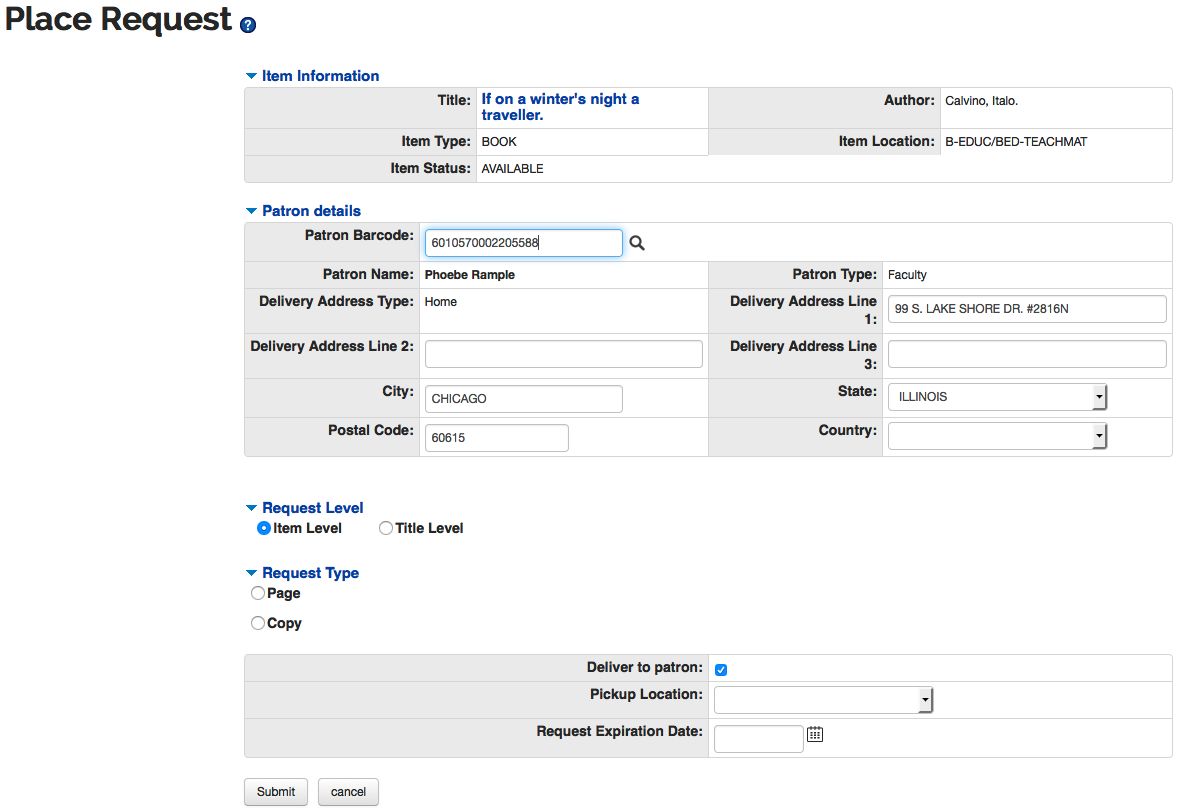 Place Request ?
Item Information
Title: If on a winter's night a Author: Calvino, Italo.
traveller.
Item Type: BOOK Item Location: B-EDUC/BED-TEACHMAT
Item Status: AVAILABLE
Patron details
Patron Barcode: 6010570002205588
Patron Name: Phoebe Rample Patron Type: Faculty
Delivery Address Type: Home Delivery Address Line
1: 99 S. LAKE SHORE DR. #2816N
Delivery Address Line 2: Delivery Address Line
3:
City: CHICAGO State: ILLINOIS
Postal Code: 60615 Country:
Request Level
Item Level Title Level
Request Type
Page
Copy
Deliver to patron:
Pickup Location:
Request Expiration Date:
Submit cancel